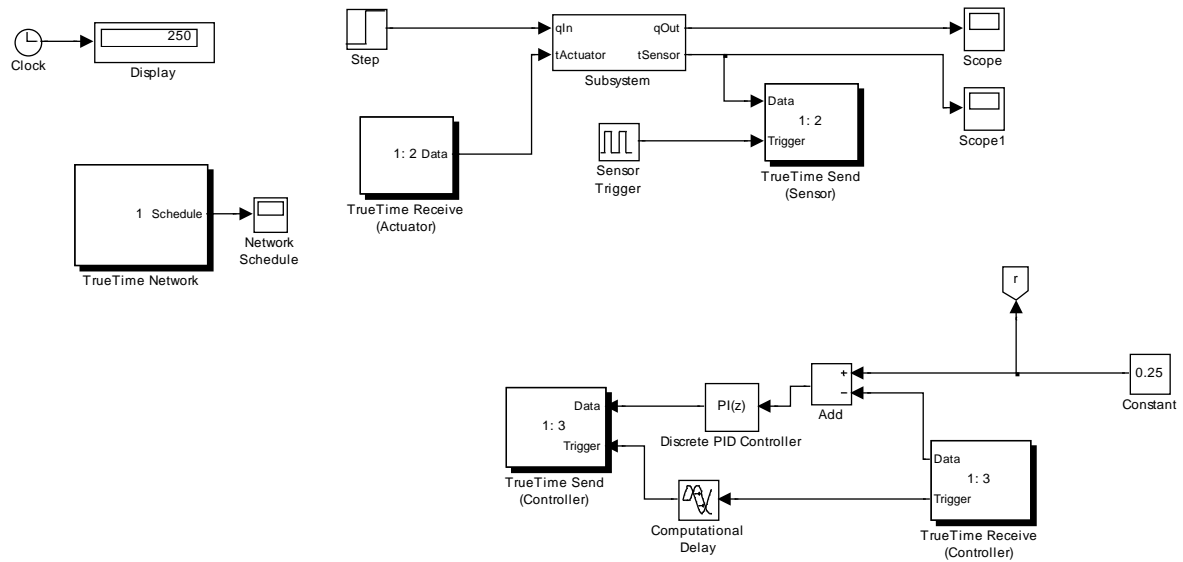 Clock
250
Display
Step
qIn
tActuator
qOut
tSensor
Subsystem
Scope
Scope1
Data
1: 2
Trigger
TrueTime Send
(Sensor)
Sensor
Trigger
1: 2 Data
TrueTime Receive
(Actuator)
1 Schedule
TrueTime Network
Network
Schedule
r
0.25
Constant
+
−
Add
PI(z)
Discrete PID Controller
Data
1: 3
Trigger
TrueTime Send
(Controller)
Computational
Delay
Data
1: 3
Trigger
TrueTime Receive
(Controller)